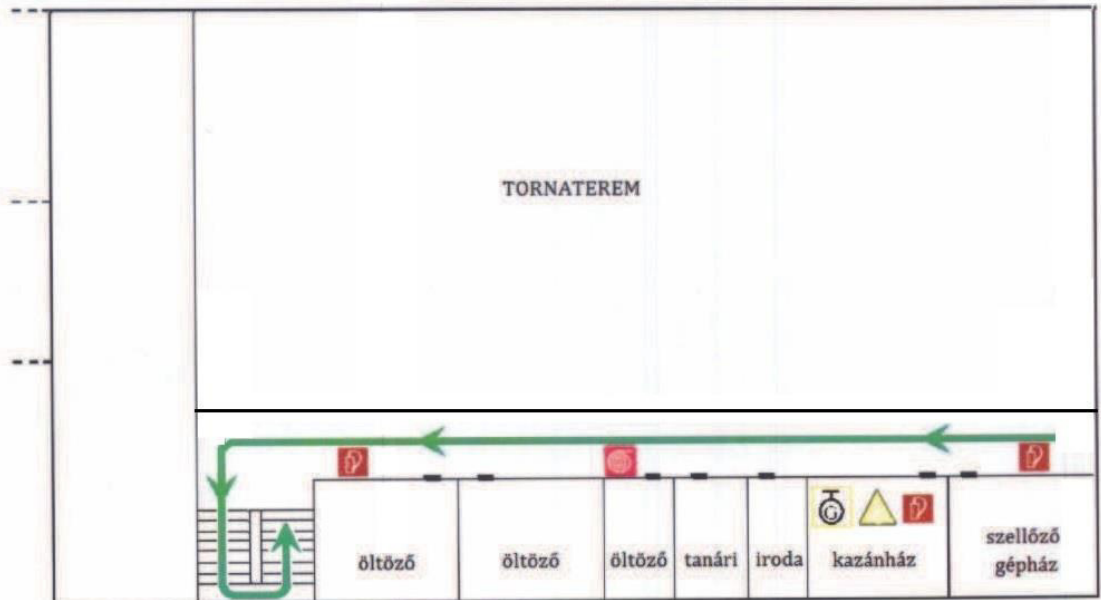 TORNATEREM
G
öltöző
öltöző
öltöző
tanári
iroda
kazánház
szellőző
gépház